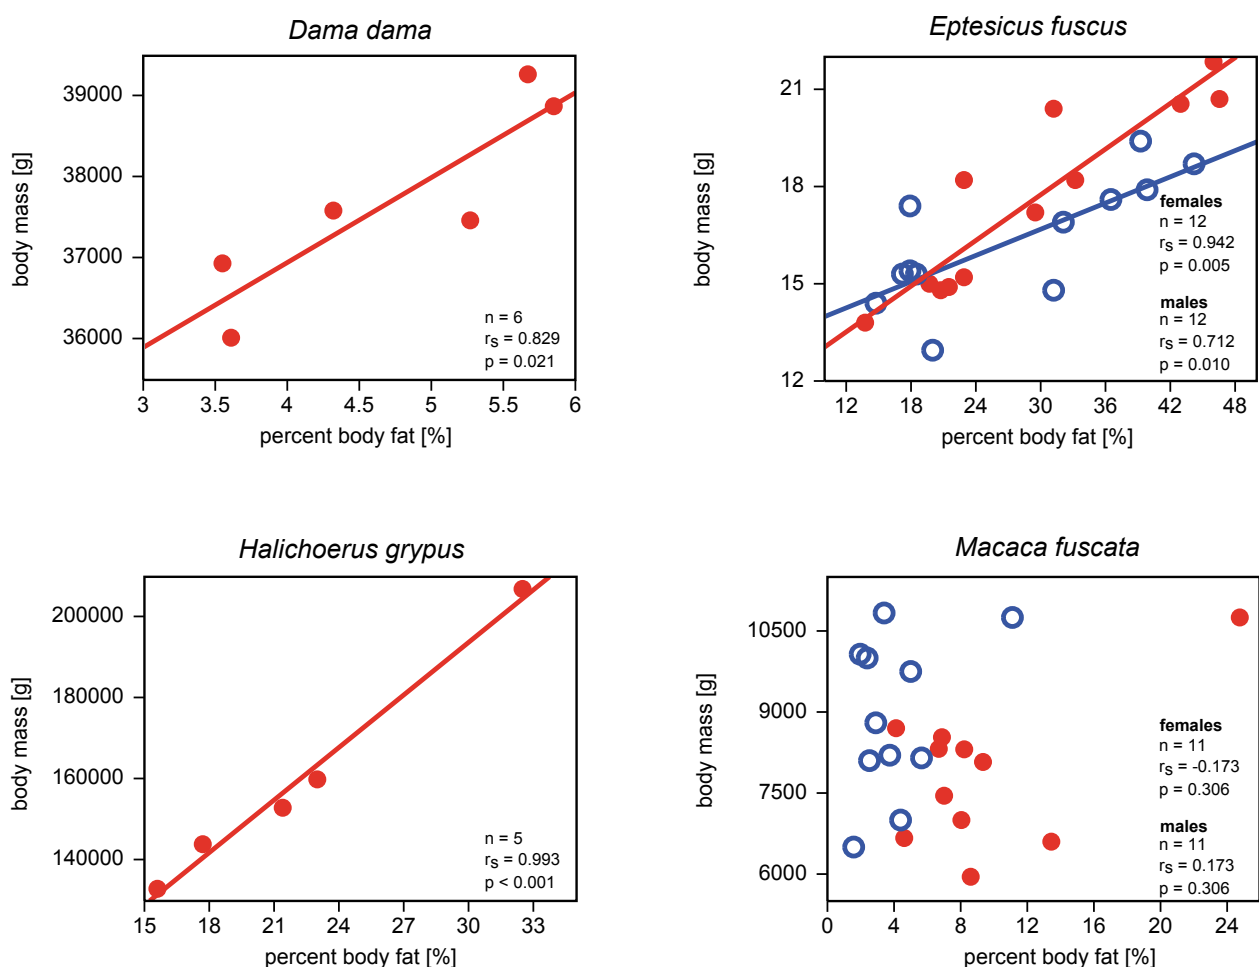 Dama dama
body mass [g]
39000
38000
37000
36000
n = 6
rs = 0.829
p = 0.021
3 3.5 4 4.5 5 5.5 6
percent body fat [%]
Eptesicus fuscus
body mass [g]
21
18
15
12
females
n = 12
rs = 0.942
p = 0.005
males
n = 12
rs = 0.712
p = 0.010
12 18 24 30 36 42 48
percent body fat [%]
Halichoerus grypus
body mass [g]
200000
180000
160000
140000
n = 5
rs = 0.993
p < 0.001
15 18 21 24 27 30 33
percent body fat [%]
Macaca fuscata
body mass [g]
10500
9000
7500
6000
females
n = 11
rs = -0.173
p = 0.306
males
n = 11
rs = 0.173
p = 0.306
0 4 8 12 16 20 24
percent body fat [%]